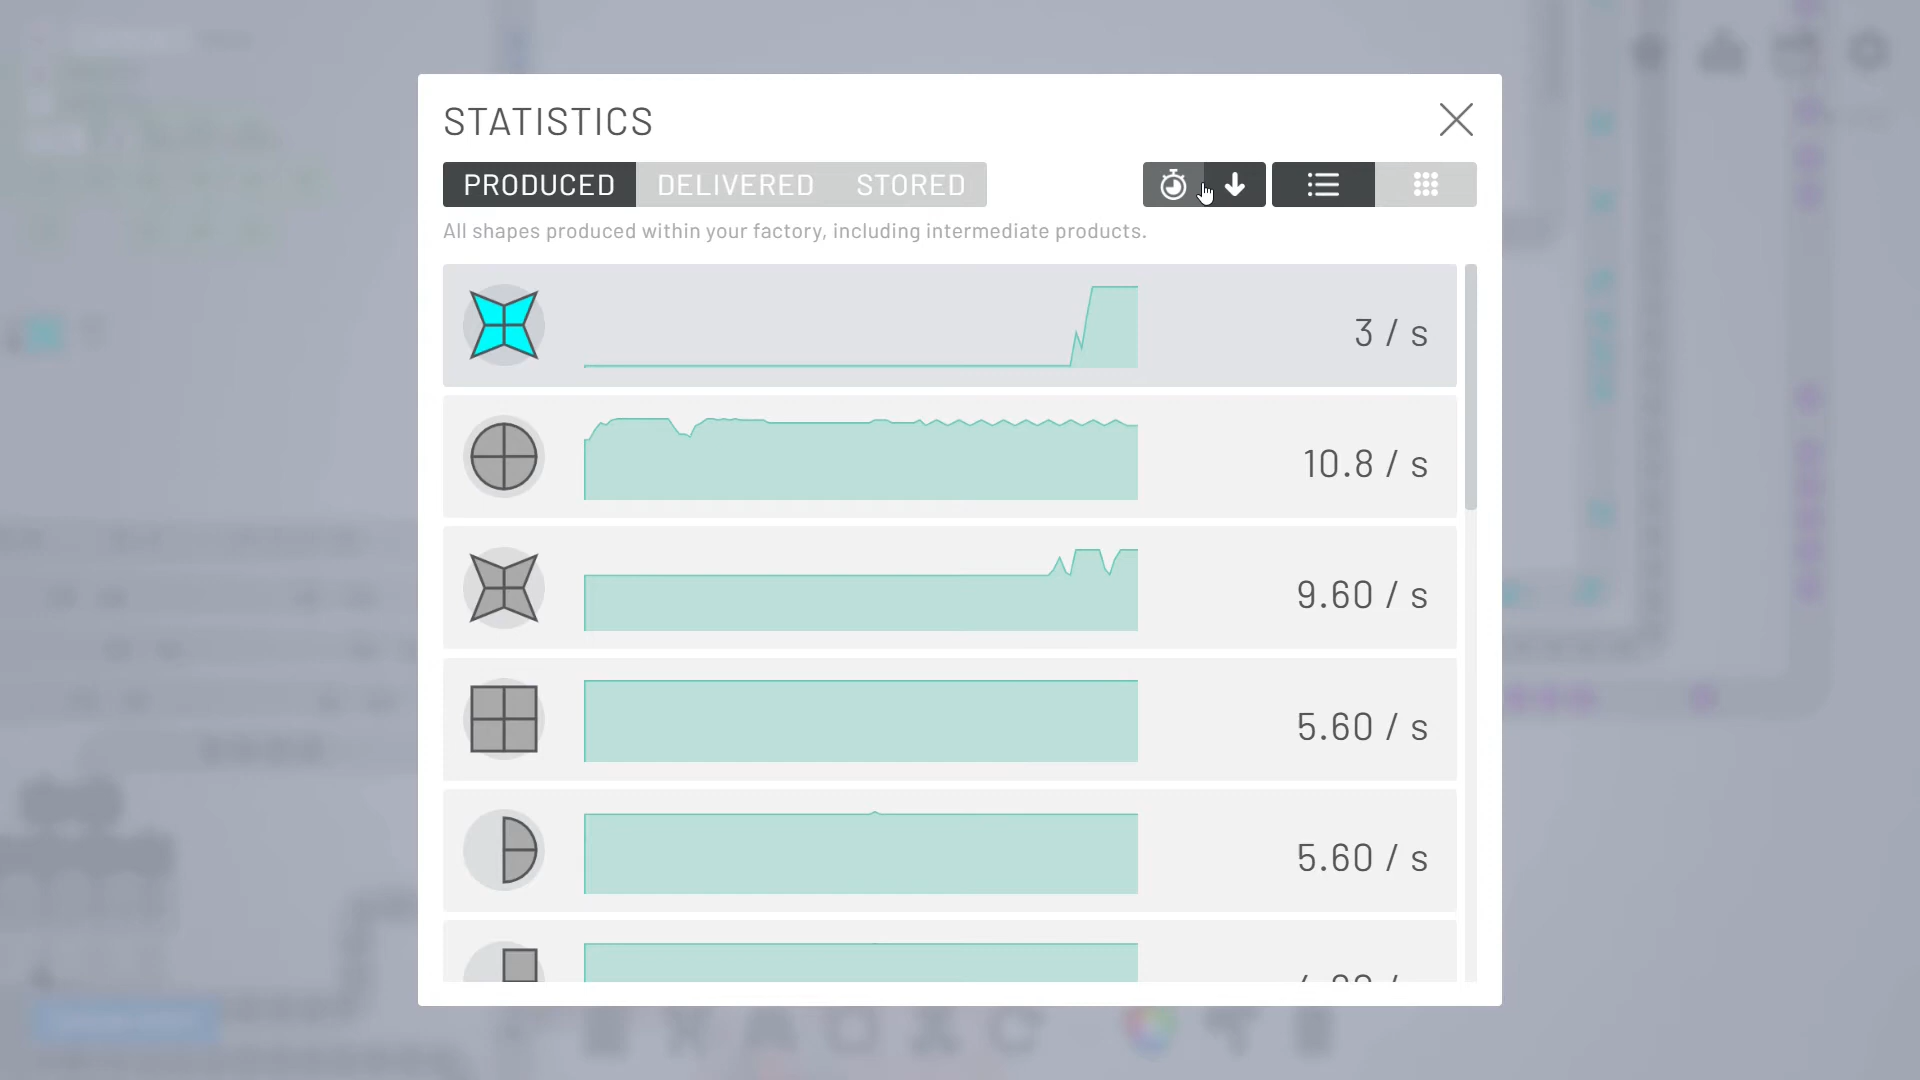 STATISTICS
PRODUCED DELIVERED STORED
All shapes produced within your factory, including intermediate products.
3 / s
10.8 / s
9.60 / s
5.60 / s
5.60 / s